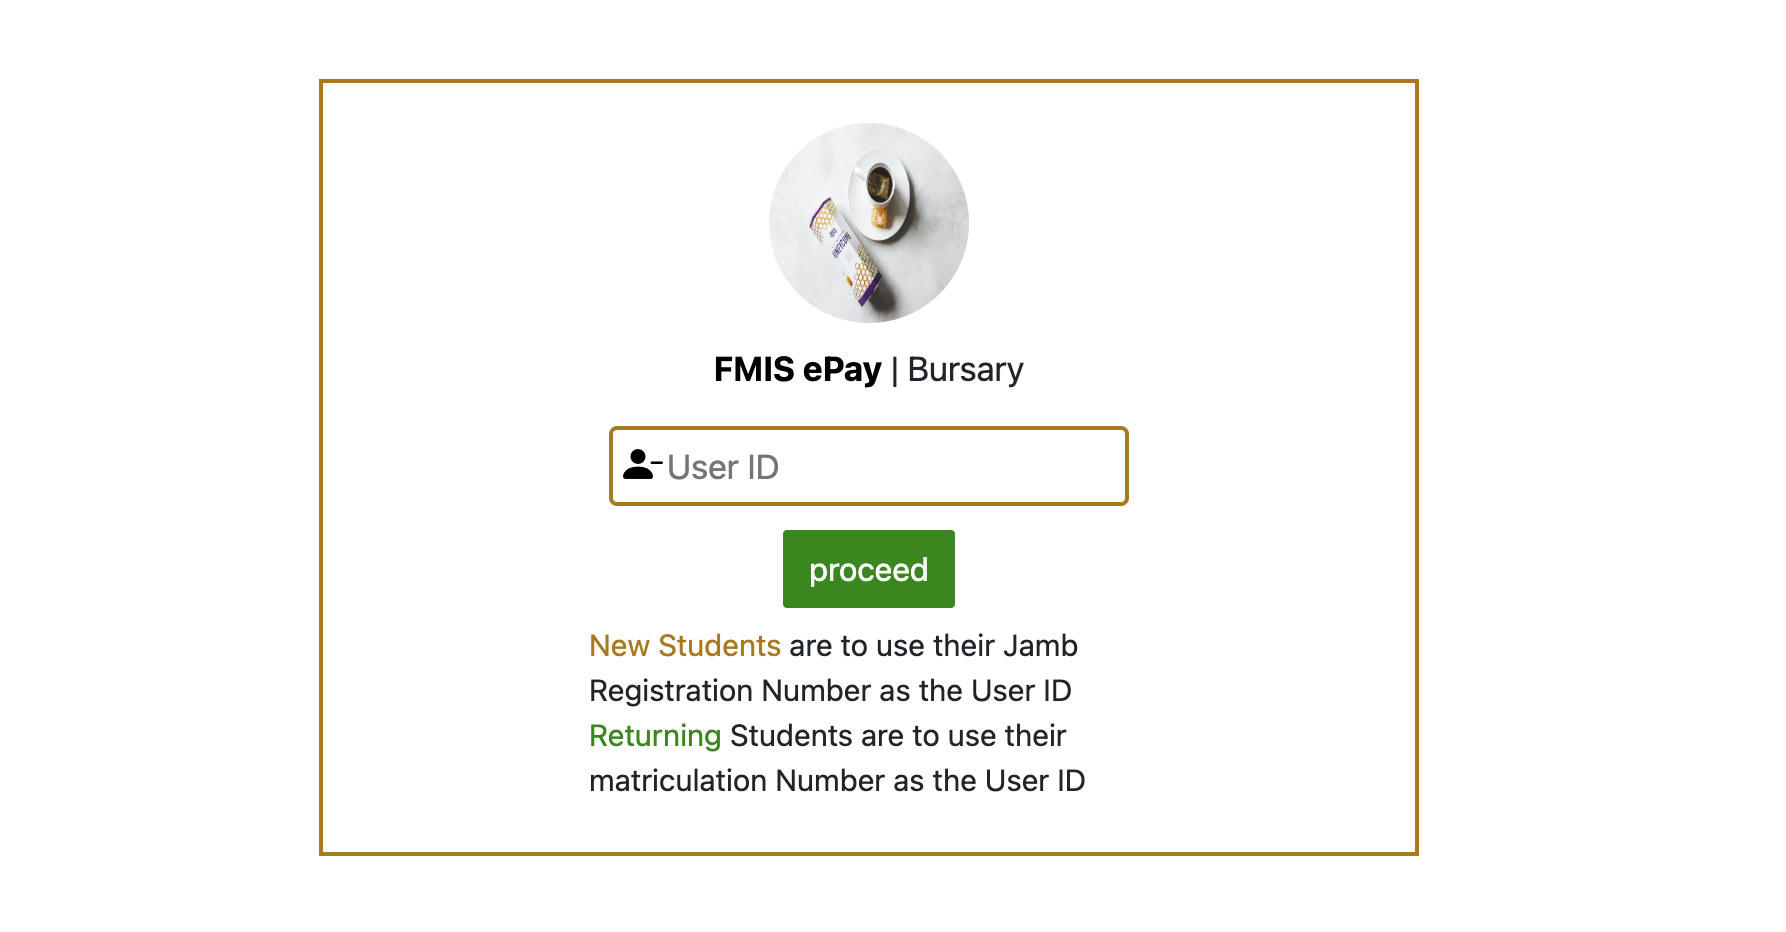 HONEYCOMB
FMIS ePay | Bursary
User ID
proceed
New Students are to use their Jamb
Registration Number as the User ID
Returning Students are to use their
matriculation Number as the User ID